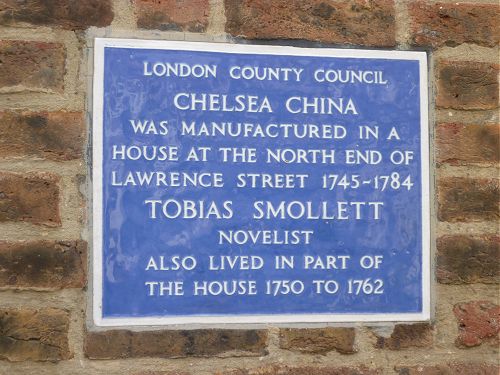 LONDON COUNTY COUNCIL
CHELSEA CHINA
WAS MANUFACTURED IN A
HOUSE AT THE NORTH END OF
LAWRENCE STREET 1745-1784
TOBIAS SMOLLETT
NOVELIST
ALSO LIVED IN PART OF
THE HOUSE 1750 TO 1762